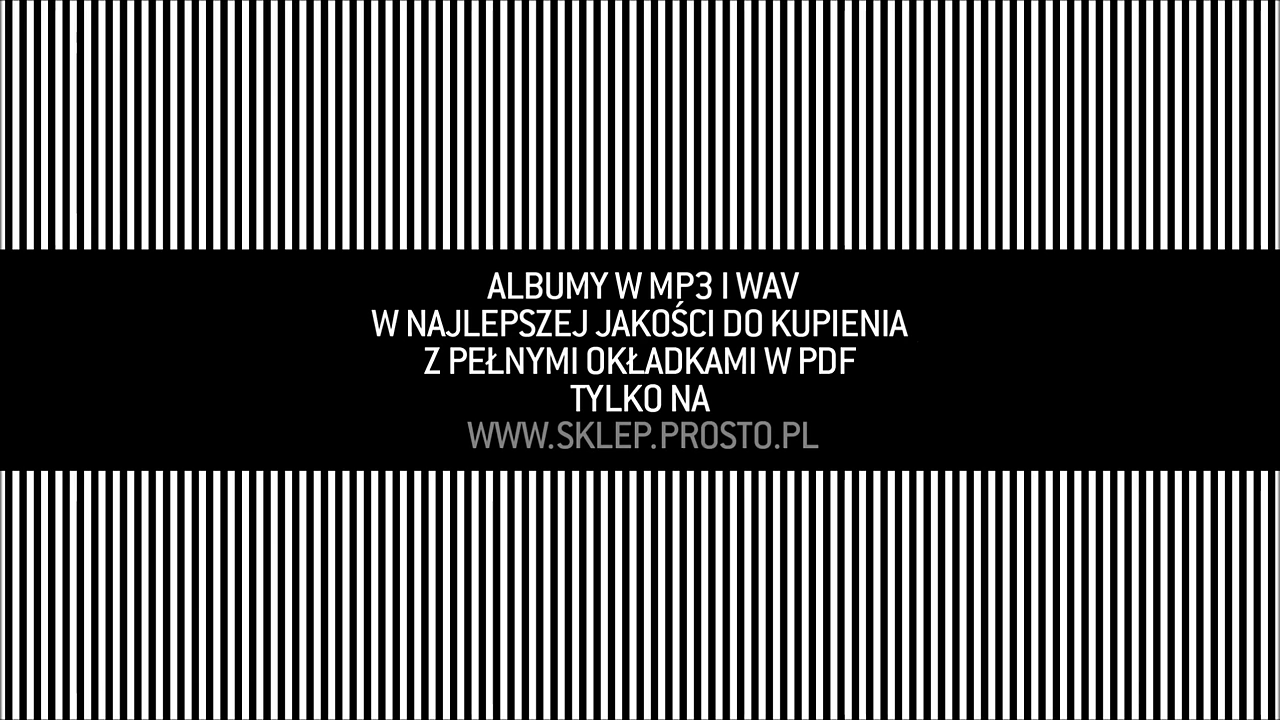 ALBUMY W MP3 I WAV
W NAJLEPSZEJ JAKOŚCI DO KUPIENIA
Z PEŁNYMI OKŁADKAMI W PDF
TYLKO NA
WWW.SKLEP.PROSTO.PL